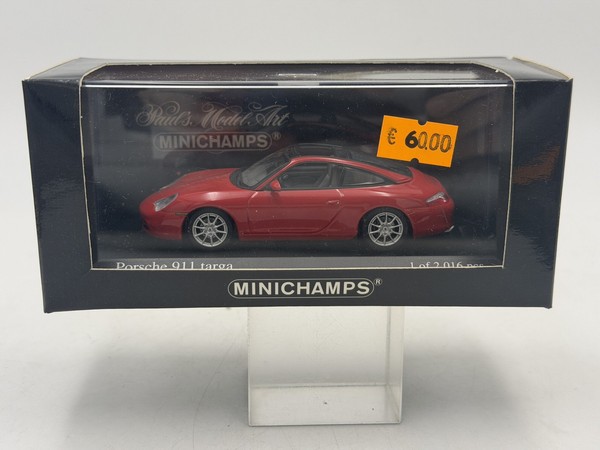 Paul's Model Art
MINICHAMPS®
€ 60.00
Porsche 911 targa
1 of 2.016 pcs.
MINICHAMPS®